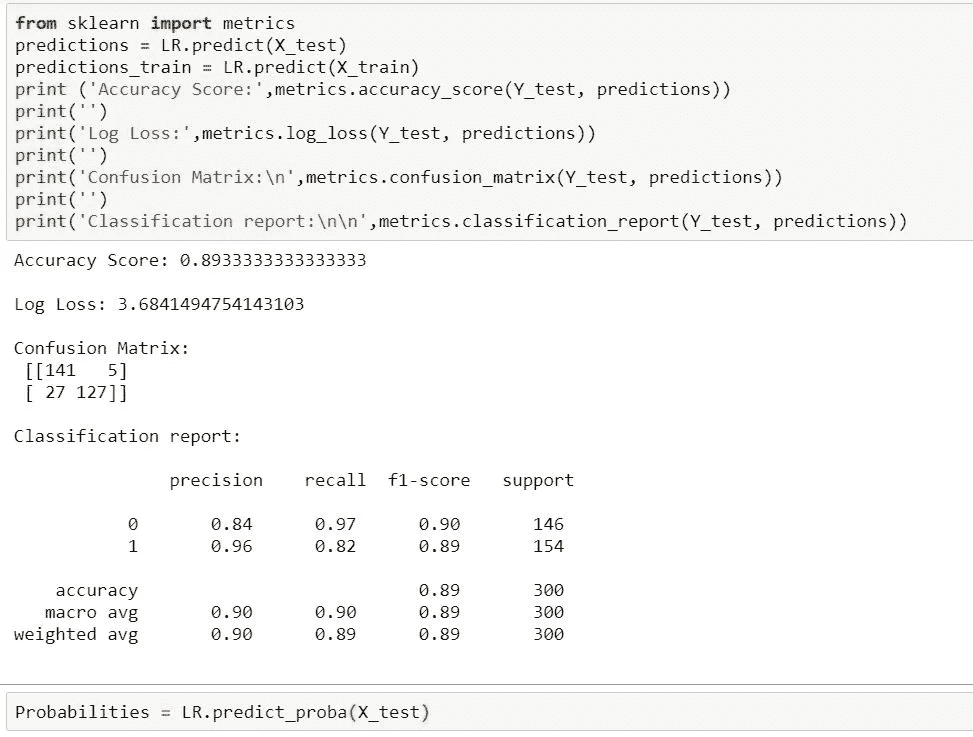 from sklearn import metrics
predictions = LR.predict(X_test)
predictions_train = LR.predict(X_train)
print ('Accuracy Score:',metrics.accuracy_score(Y_test, predictions))
print('')
print('Log Loss:',metrics.log_loss(Y_test, predictions))
print('')
print('Confusion Matrix:\n',metrics.confusion_matrix(Y_test, predictions))
print('')
print('Classification report:\n\n',metrics.classification_report(Y_test, predictions))
Accuracy Score: 0.8933333333333333
Log Loss: 3.6841494754143103
Confusion Matrix:
[[141   5]
[ 27 127]]
Classification report:
precision    recall  f1-score   support
0       0.84      0.97      0.90       146
1       0.96      0.82      0.89       154
accuracy                           0.89       300
macro avg       0.90      0.90      0.89       300
weighted avg       0.90      0.89      0.89       300
Probabilities = LR.predict_proba(X_test)